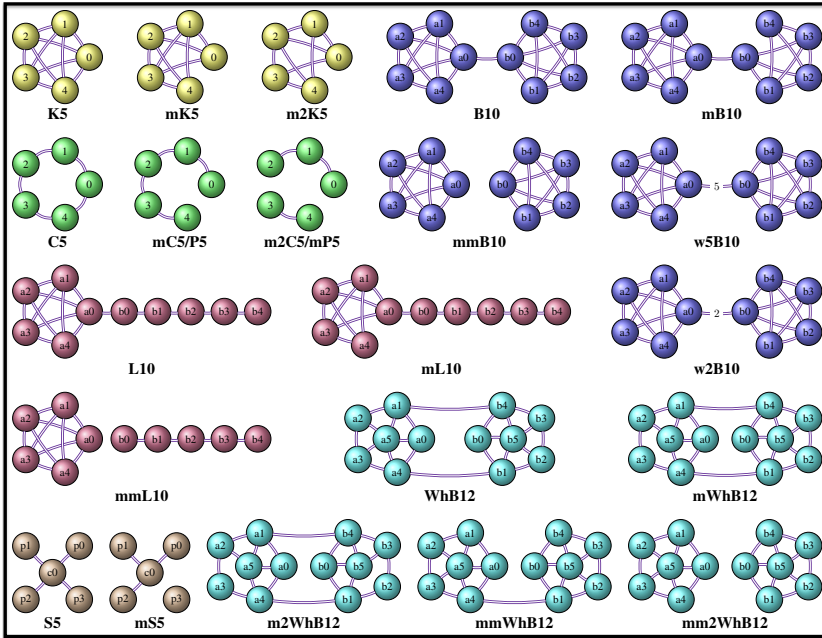 1 1 1 a1 b4 a1 b4
2 2 2 a2 b3 a2 b3
0 0 0 a0 b0 a0 b0
3 3 3 a3 b2 a3 b2
4 4 4 a4 b1 a4 b1
K5 mK5 m2K5 B10 mB10
1 1 1 a1 b4 a1 b4
2 2 2 a2 b3 a2 b3
0 0 0 a0 b0 a0 5 b0
3 3 3 a3 b2 a3 b2
4 4 4 a4 b1 a4 b1
C5 mC5/P5 m2C5/mP5 mmB10 w5B10
a1 a1 a1 b4
a2 a2 a2 b3
a0 b0 b1 b2 b3 b4 a0 b0 b1 b2 b3 b4 a0 2 b0
a3 a3 a3 b2
a4 a4 a4 b1
L10 mL10 w2B10
a1 a1 b4 a1 b4
a2 a2 b3 a2 b3
a0 b0 b1 b2 b3 b4 a5 a0 b0 b5 a5 a0 b0 b5
a3 a3 b2 a3 b2
a4 a4 b1 a4 b1
mmL10 WhB12 mWhB12
a1 b4 a1 b4 a1 b4
p1 p0 p1 p0 a2 b3 a2 b3 a2 b3
c0 c0 a5 a0 b0 b5 a5 a0 b0 b5 a5 a0 b0 b5
p2 p3 p2 p3 a3 b2 a3 b2 a3 b2
a4 b1 a4 b1 a4 b1
S5 mS5 m2WhB12 mmWhB12 mm2WhB12